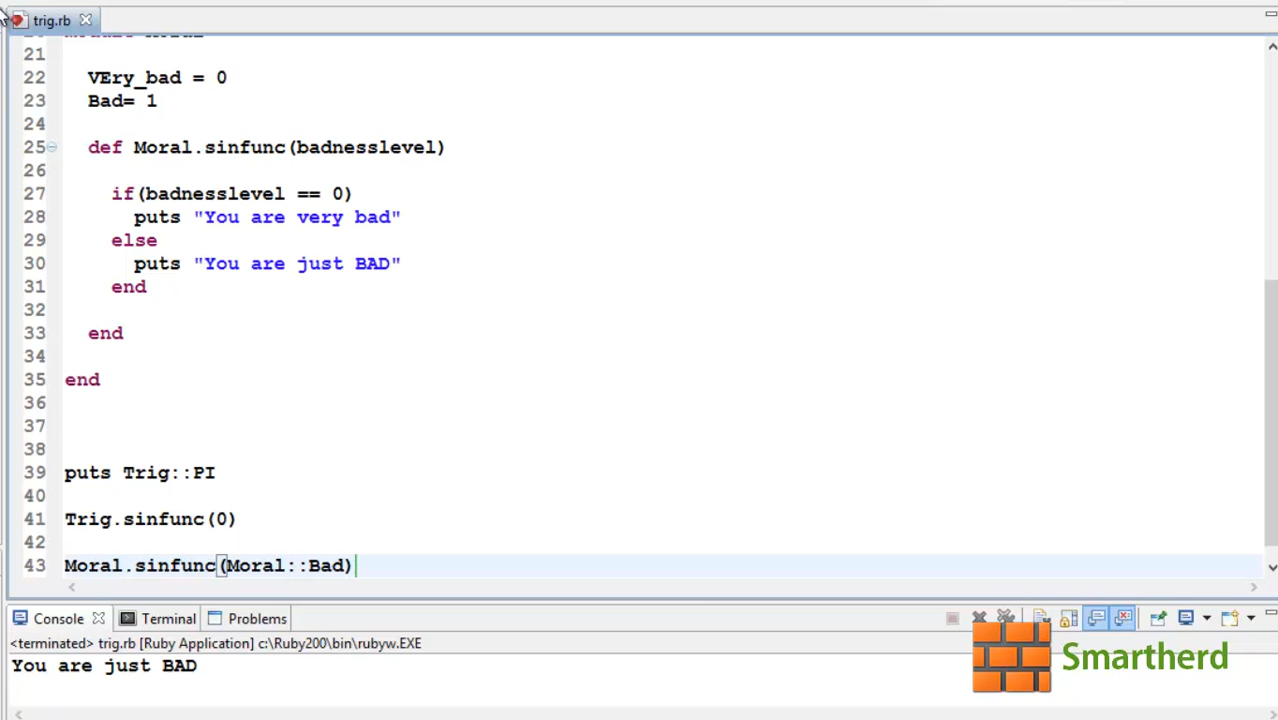 trig.rb
21
22 VEry_bad = 0
23 Bad= 1
24
25 def Moral.sinfunc(badnesslevel)
26
27 if(badnesslevel == 0)
28 puts "You are very bad"
29 else
30 puts "You are just BAD"
31 end
32
33 end
34
35 end
36
37
38
39 puts Trig::PI
40
41 Trig.sinfunc(0)
42
43 Moral.sinfunc(Moral::Bad)
Console Terminal Problems
<terminated> trig.rb [Ruby Application] c:\Ruby200\bin\rubyw.EXE
You are just BAD
Smartherd